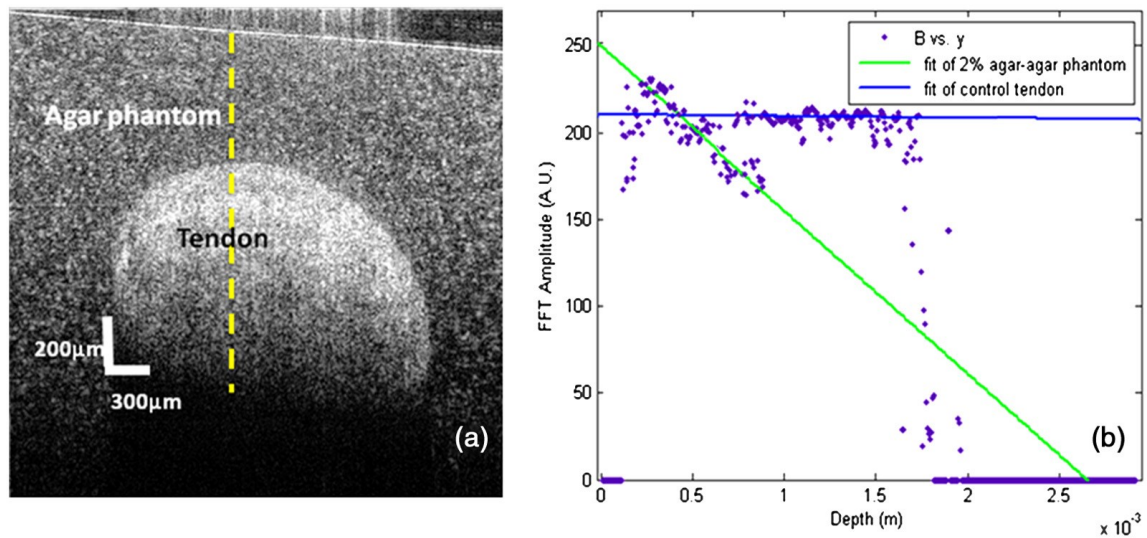 Agar phantom
Tendon
200μm
300μm
(a)
B vs. y
fit of 2% agar-agar phantom
fit of control tendon
FFT Amplitude (A.U.)
250
200
150
100
50
0
0 0.5 1 1.5 2 2.5
Depth (m)
x 10⁻³
(b)